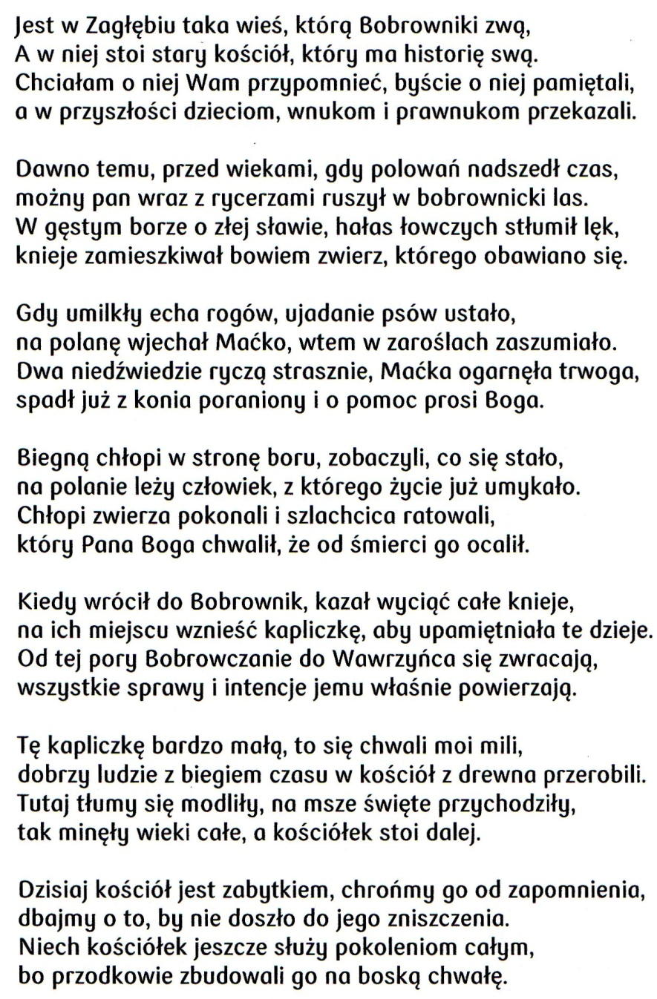 Jest w Zagłębiu taka wieś, którą Bobrowniki zwą,
A w niej stoi stary kościół, który ma historię swą.
Chciałam o niej Wam przypomnieć, byście o niej pamiętali,
a w przyszłości dzieciom, wnukom i prawnukom przekazali.

Dawno temu, przed wiekami, gdy polowań nadszedł czas,
możny pan wraz z rycerzami ruszył w bobrownicki las.
W gęstym borze o złej sławie, hałas łowczych stłumił lęk,
knieje zamieszkiwał bowiem zwierz, którego obawiano się.

Gdy umilkły echa rogów, ujadanie psów ustało,
na polanę wjechał Maćko, wtem w zaroślach zaszumiało.
Dwa niedźwiedzie ryczą strasznie, Maćka ogarnęła trwoga,
spadł już z konia poraniony i o pomoc prosi Boga.

Biegną chłopi w stronę boru, zobaczyli, co się stało,
na polanie leży człowiek, z którego życie już umykało.
Chłopi zwierza pokonali i szlachcica ratowali,
który Pana Boga chwalił, że od śmierci go ocalił.

Kiedy wrócił do Bobrownik, kazał wyciąć całe knieje,
na ich miejscu wznieść kapliczkę, aby upamiętniała te dzieje.
Od tej pory Bobrowczanie do Wawrzyńca się zwracają,
wszystkie sprawy i intencje jemu właśnie powierzają.

Tę kapliczkę bardzo małą, to się chwali moi mili,
dobrzy ludzie z biegiem czasu w kościół z drewna przerobili.
Tutaj tłumy się modliły, na msze święte przychodziły,
tak minęły wieki całe, a kościółek stoi dalej.

Dzisiaj kościół jest zabytkiem, chrońmy go od zapomnienia,
dbajmy o to, by nie doszło do jego zniszczenia.
Niech kościółek jeszcze służy pokoleniom całym,
bo przodkowie zbudowali go na boską chwałę.